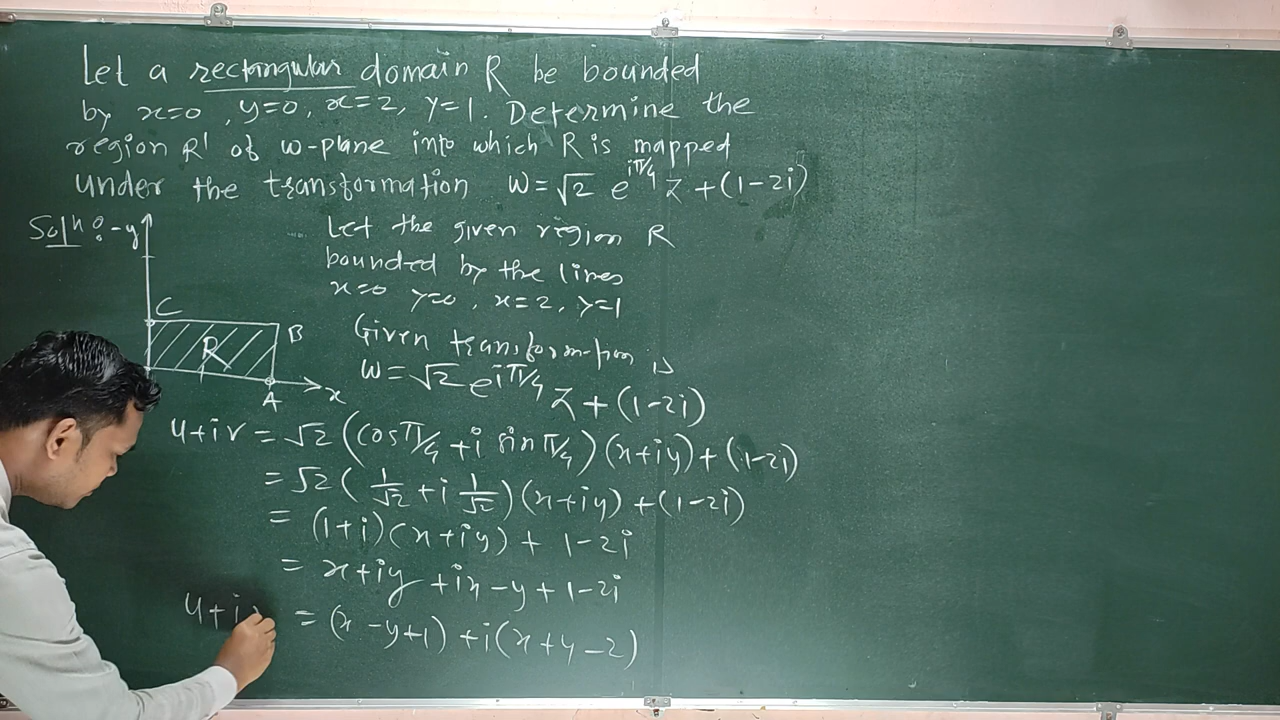 Let a rectangular domain R be bounded
by x=0, y=0, x=2, y=1. Determine the
region R' of w-plane into which R is mapped
under the transformation W=√2 e^{iπ/4} Z+(1-2i)
Soln:-
y
Let the given region R
bounded by the lines
x=0 y=0, x=2, y=1
C
B
R
A
x
Given transformation is
W=√2 e^{iπ/4} Z+(1-2i)
u+iv = √2 (cosπ/4 + i sinπ/4)(x+iy)+(1-2i)
= √2 (1/√2 + i 1/√2)(x+iy)+(1-2i)
= (1+i)(x+iy)+1-2i
= x+iy+ix-y+1-2i
u+i = (x-y+1)+i(x+y-2)